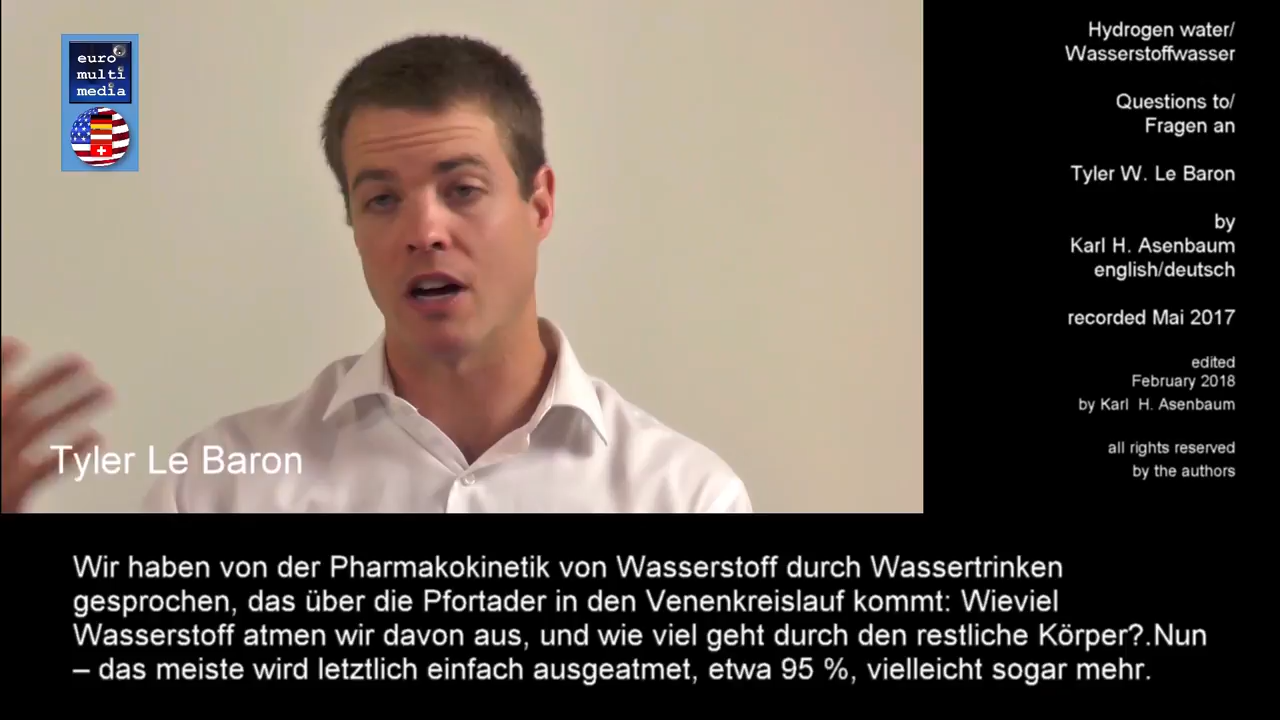 euro
multi
media
Hydrogen water/
Wasserstoffwasser
Questions to/
Fragen an
Tyler W. Le Baron
by
Karl H. Asenbaum
english/deutsch
recorded Mai 2017
edited
February 2018
by Karl H. Asenbaum
all rights reserved
by the authors
Tyler Le Baron
Wir haben von der Pharmakokinetik von Wasserstoff durch Wassertrinken
gesprochen, das über die Pfortader in den Venenkreislauf kommt: Wieviel
Wasserstoff atmen wir davon aus, und wie viel geht durch den restliche Körper?.Nun
– das meiste wird letztlich einfach ausgeatmet, etwa 95 %, vielleicht sogar mehr.